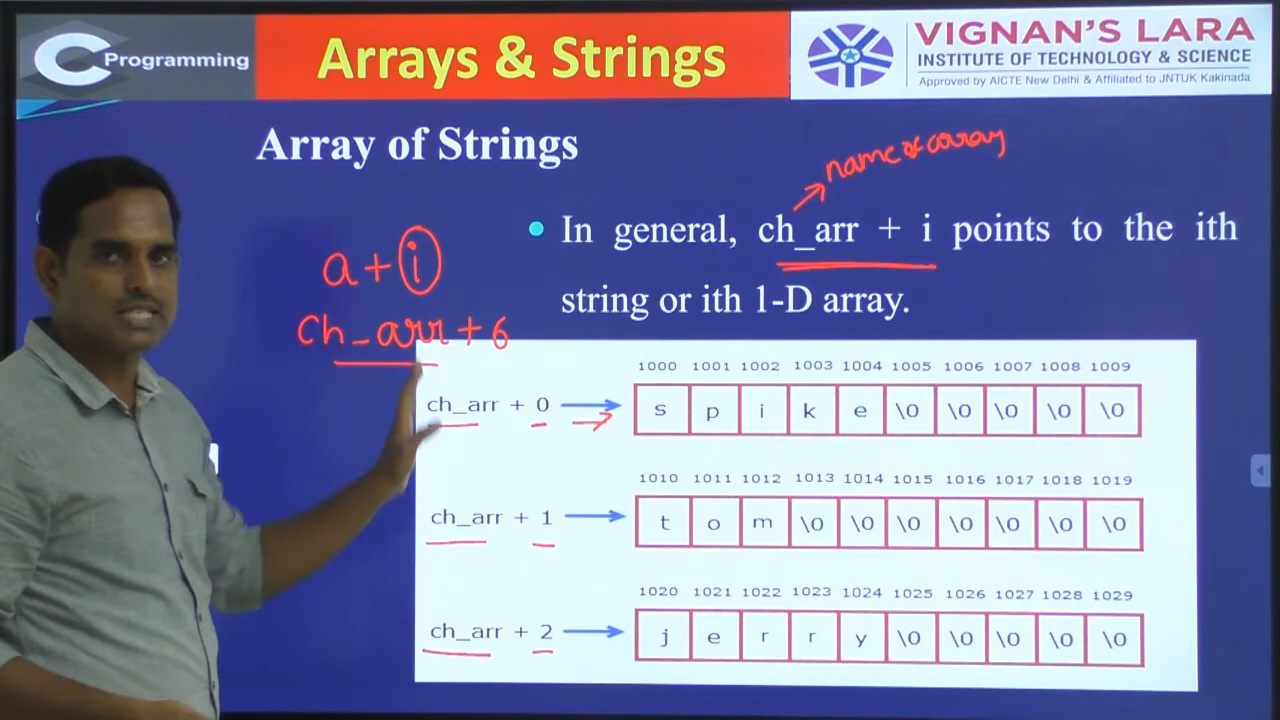 C Programming
Arrays & Strings
VIGNAN'S LARA
INSTITUTE OF TECHNOLOGY & SCIENCE
Approved by AICTE New Delhi & Affiliated to JNTUK Kakinada
Array of Strings
name of array
• In general, ch_arr + i points to the ith
string or ith 1-D array.
a+i
ch_arr+6
1000 1001 1002 1003 1004 1005 1006 1007 1008 1009
ch_arr + 0 s p i k e \0 \0 \0 \0 \0
1010 1011 1012 1013 1014 1015 1016 1017 1018 1019
ch_arr + 1 t o m \0 \0 \0 \0 \0 \0 \0
1020 1021 1022 1023 1024 1025 1026 1027 1028 1029
ch_arr + 2 j e r r y \0 \0 \0 \0 \0